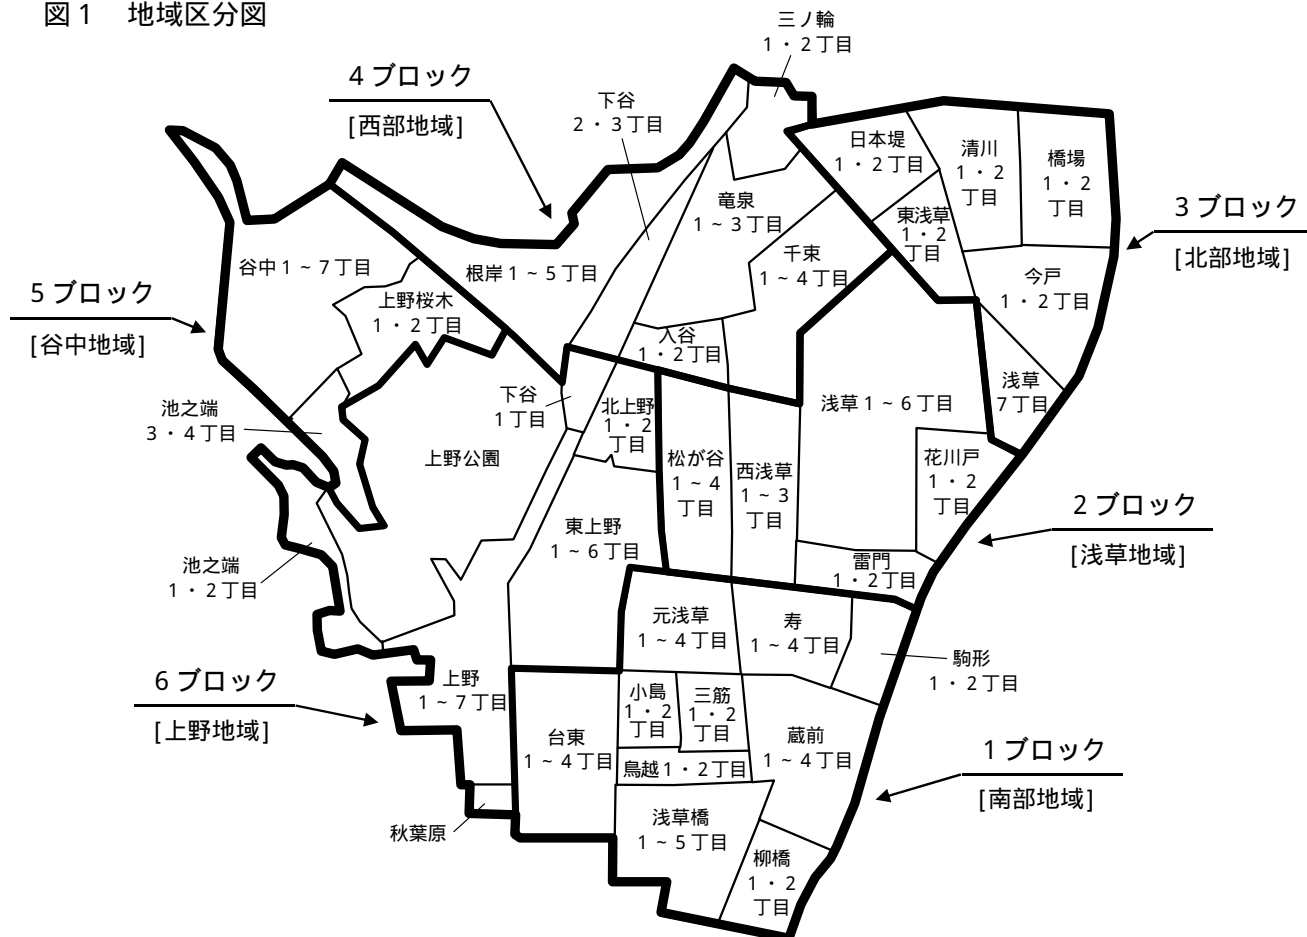 図1 地域区分図
三ノ輪
1・2丁目
4ブロック
[西部地域]
下谷
2・3丁目
日本堤
1・2丁目
清川
1・2
丁目
橋場
1・2
丁目
3ブロック
[北部地域]
竜泉
1~3丁目
東浅草
1・2
丁目
千束
1~4丁目
今戸
1・2丁目
谷中1~7丁目
根岸1~5丁目
5ブロック
[谷中地域]
上野桜木
1・2丁目
入谷
1・2丁目
浅草
7丁目
下谷
1丁目
北上野
1・2
丁目
浅草1~6丁目
池之端
3・4丁目
上野公園
松が谷
1~4
丁目
西浅草
1~3
丁目
花川戸
1・2
丁目
2ブロック
[浅草地域]
東上野
1~6丁目
池之端
1・2丁目
雷門
1・2丁目
元浅草
1~4丁目
寿
1~4丁目
駒形
1・2丁目
6ブロック
[上野地域]
上野
1~7丁目
小島
1・2
丁目
三筋
1・2
丁目
台東
1~4丁目
蔵前
1~4丁目
1ブロック
[南部地域]
鳥越1・2丁目
秋葉原
浅草橋
1~5丁目
柳橋
1・2
丁目